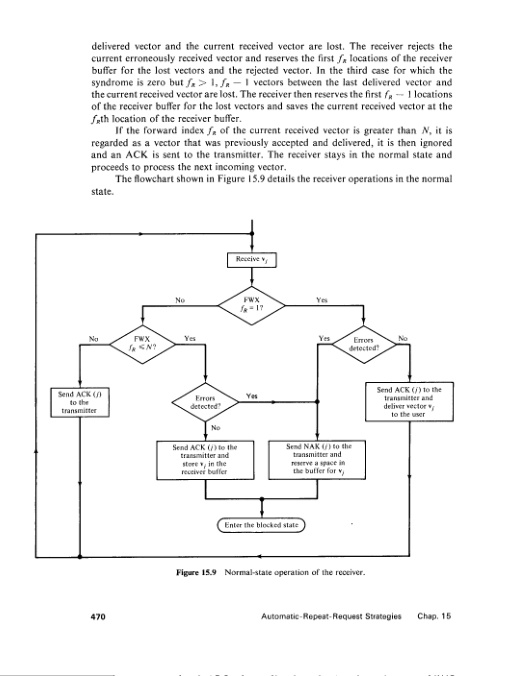 delivered vector and the current received vector are lost. The receiver rejects the
current erroneously received vector and reserves the first f_R locations of the receiver
buffer for the lost vectors and the rejected vector. In the third case for which the
syndrome is zero but f_R > 1, f_R − 1 vectors between the last delivered vector and
the current received vector are lost. The receiver then reserves the first f_R − 1 locations
of the receiver buffer for the lost vectors and saves the current received vector at the
f_Rth location of the receiver buffer.
If the forward index f_R of the current received vector is greater than N, it is
regarded as a vector that was previously accepted and delivered, it is then ignored
and an ACK is sent to the transmitter. The receiver stays in the normal state and
proceeds to process the next incoming vector.
The flowchart shown in Figure 15.9 details the receiver operations in the normal
state.
Receive v_j
No
FWX
f_R = 1?
Yes
No
FWX
f_R ≤ N?
Yes
Yes
Errors
detected?
No
Send ACK (j)
to the
transmitter
Errors
detected?
Yes
No
Send ACK (j) to the
transmitter and
deliver vector v_j
to the user
Send ACK (j) to the
transmitter and
store v_j in the
receiver buffer
Send NAK (j) to the
transmitter and
reserve a space in
the buffer for v_j
Enter the blocked state
Figure 15.9 Normal-state operation of the receiver.
470
Automatic-Repeat-Request Strategies Chap. 15